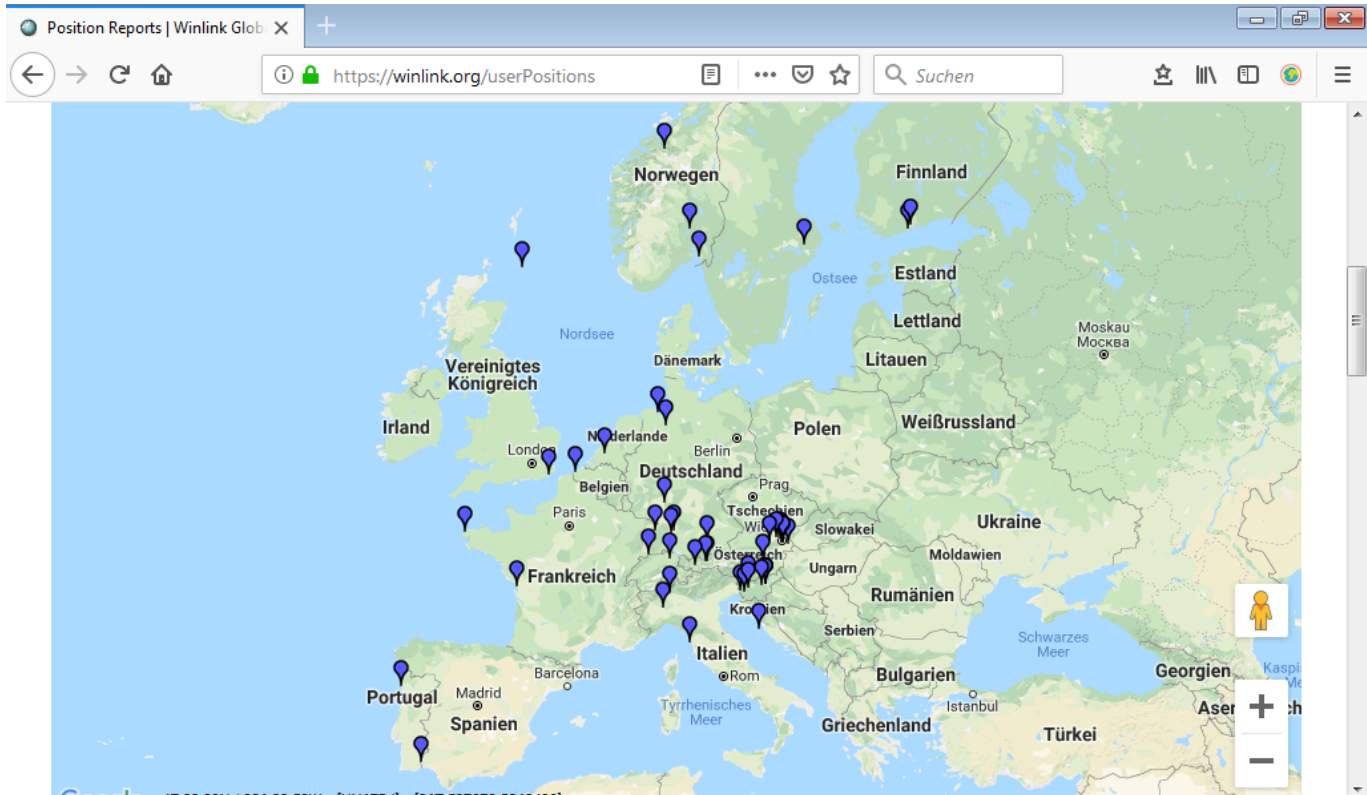 Position Reports | Winlink Glob
https://winlink.org/userPositions
Suchen
Norwegen
Finnland
Estland
Ostsee
Lettland
Nordsee
Moskau
Москва
Dänemark
Litauen
Vereinigtes
Königreich
Irland
Weißrussland
Polen
Niederlande
London
Berlin
Deutschland
Belgien
Prag
Paris
Tschechien
Slowakei
Ukraine
Österreich
Moldawien
Ungarn
Frankreich
Rumänien
Kroatien
Serbien
Schwarzes
Meer
Italien
Barcelona
Bulgarien
Georgien
Rom
Portugal
Madrid
Spanien
Tyrrhenisches
Meer
Istanbul
Griechenland
Türkei